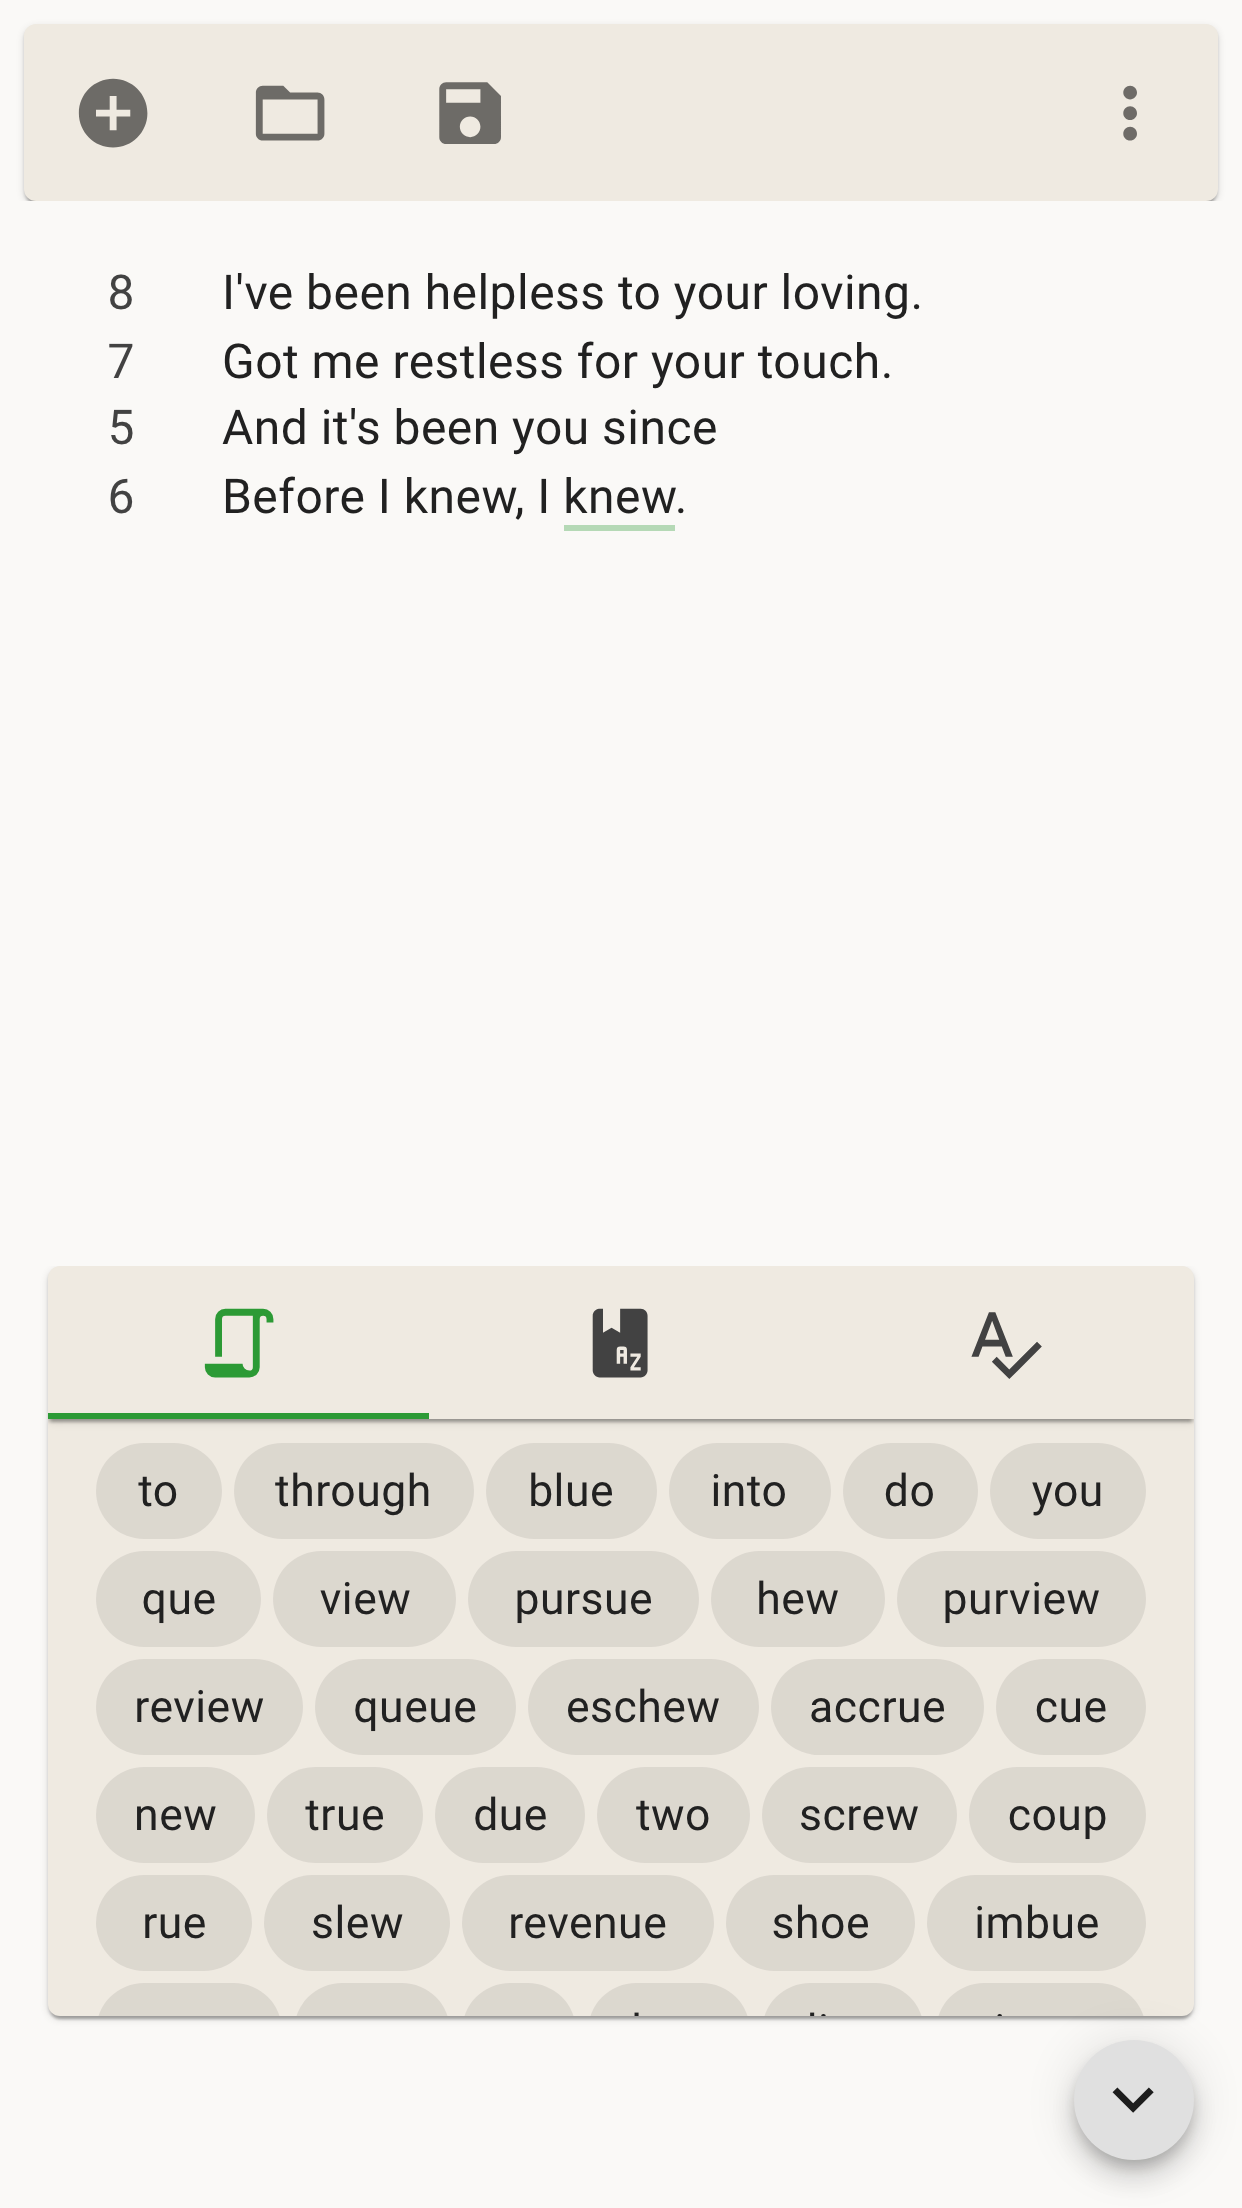 8 I've been helpless to your loving.
7 Got me restless for your touch.
5 And it's been you since
6 Before I knew, I knew.
to through blue into do you
que view pursue hew purview
review queue eschew accrue cue
new true due two screw coup
rue slew revenue shoe imbue